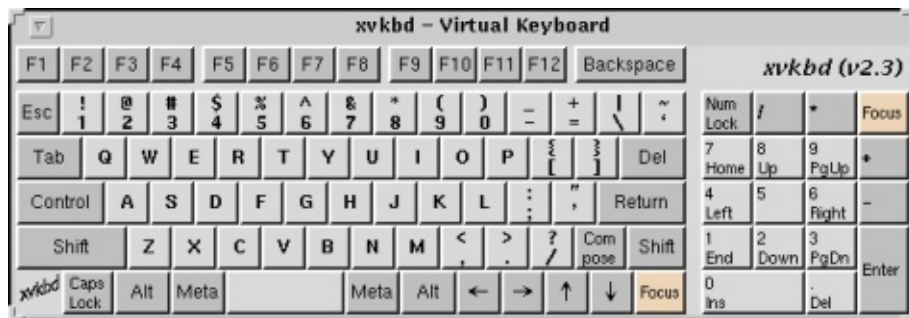 xvkbd – Virtual Keyboard
F1 F2 F3 F4 F5 F6 F7 F8 F9 F10 F11 F12 Backspace
xvkbd (v2.3)
Esc ! 1 @ 2 # 3 $ 4 % 5 ^ 6 & 7 * 8 ( 9 ) 0 _ - + = | \ ~ `
Num Lock / * Focus
Tab Q W E R T Y U I O P { [ } ] Del
7 Home 8 Up 9 PgUp +
Control A S D F G H J K L : ; " ' Return
4 Left 5 6 Right -
Shift Z X C V B N M < , > . ? / Com pose Shift
1 End 2 Down 3 PgDn Enter
xvkbd Caps Lock Alt Meta Meta Alt ← → ↑ ↓ Focus
0 Ins . Del